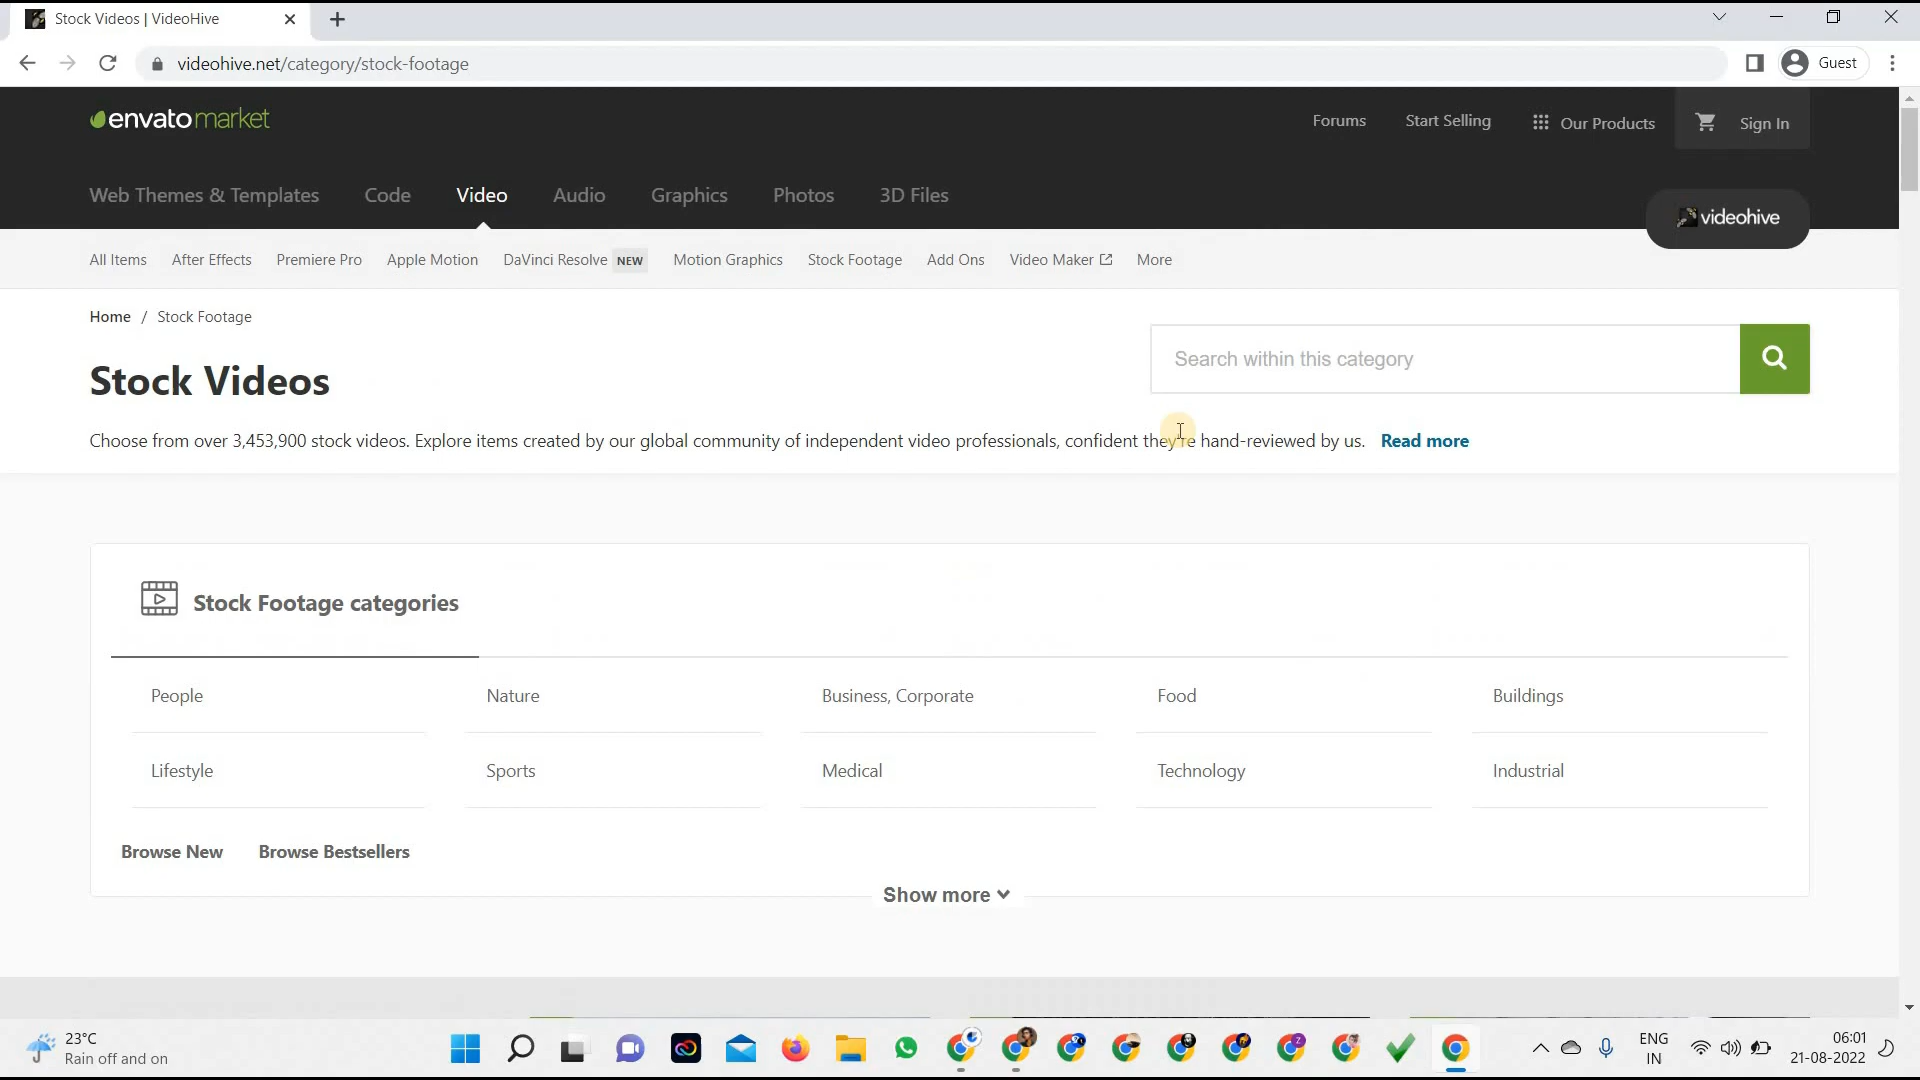 Stock Videos | VideoHive
videohive.net/category/stock-footage
Guest
envatomarket
Forums
Start Selling
Our Products
Sign In
Web Themes & Templates
Code
Video
Audio
Graphics
Photos
3D Files
videohive
All Items
After Effects
Premiere Pro
Apple Motion
DaVinci Resolve NEW
Motion Graphics
Stock Footage
Add Ons
Video Maker
More
Home / Stock Footage
Search within this category
Stock Videos
Choose from over 3,453,900 stock videos. Explore items created by our global community of independent video professionals, confident they're hand-reviewed by us. Read more
Stock Footage categories
People
Nature
Business, Corporate
Food
Buildings
Lifestyle
Sports
Medical
Technology
Industrial
Browse New
Browse Bestsellers
Show more
23°C
Rain off and on
ENG
IN
06:01
21-08-2022